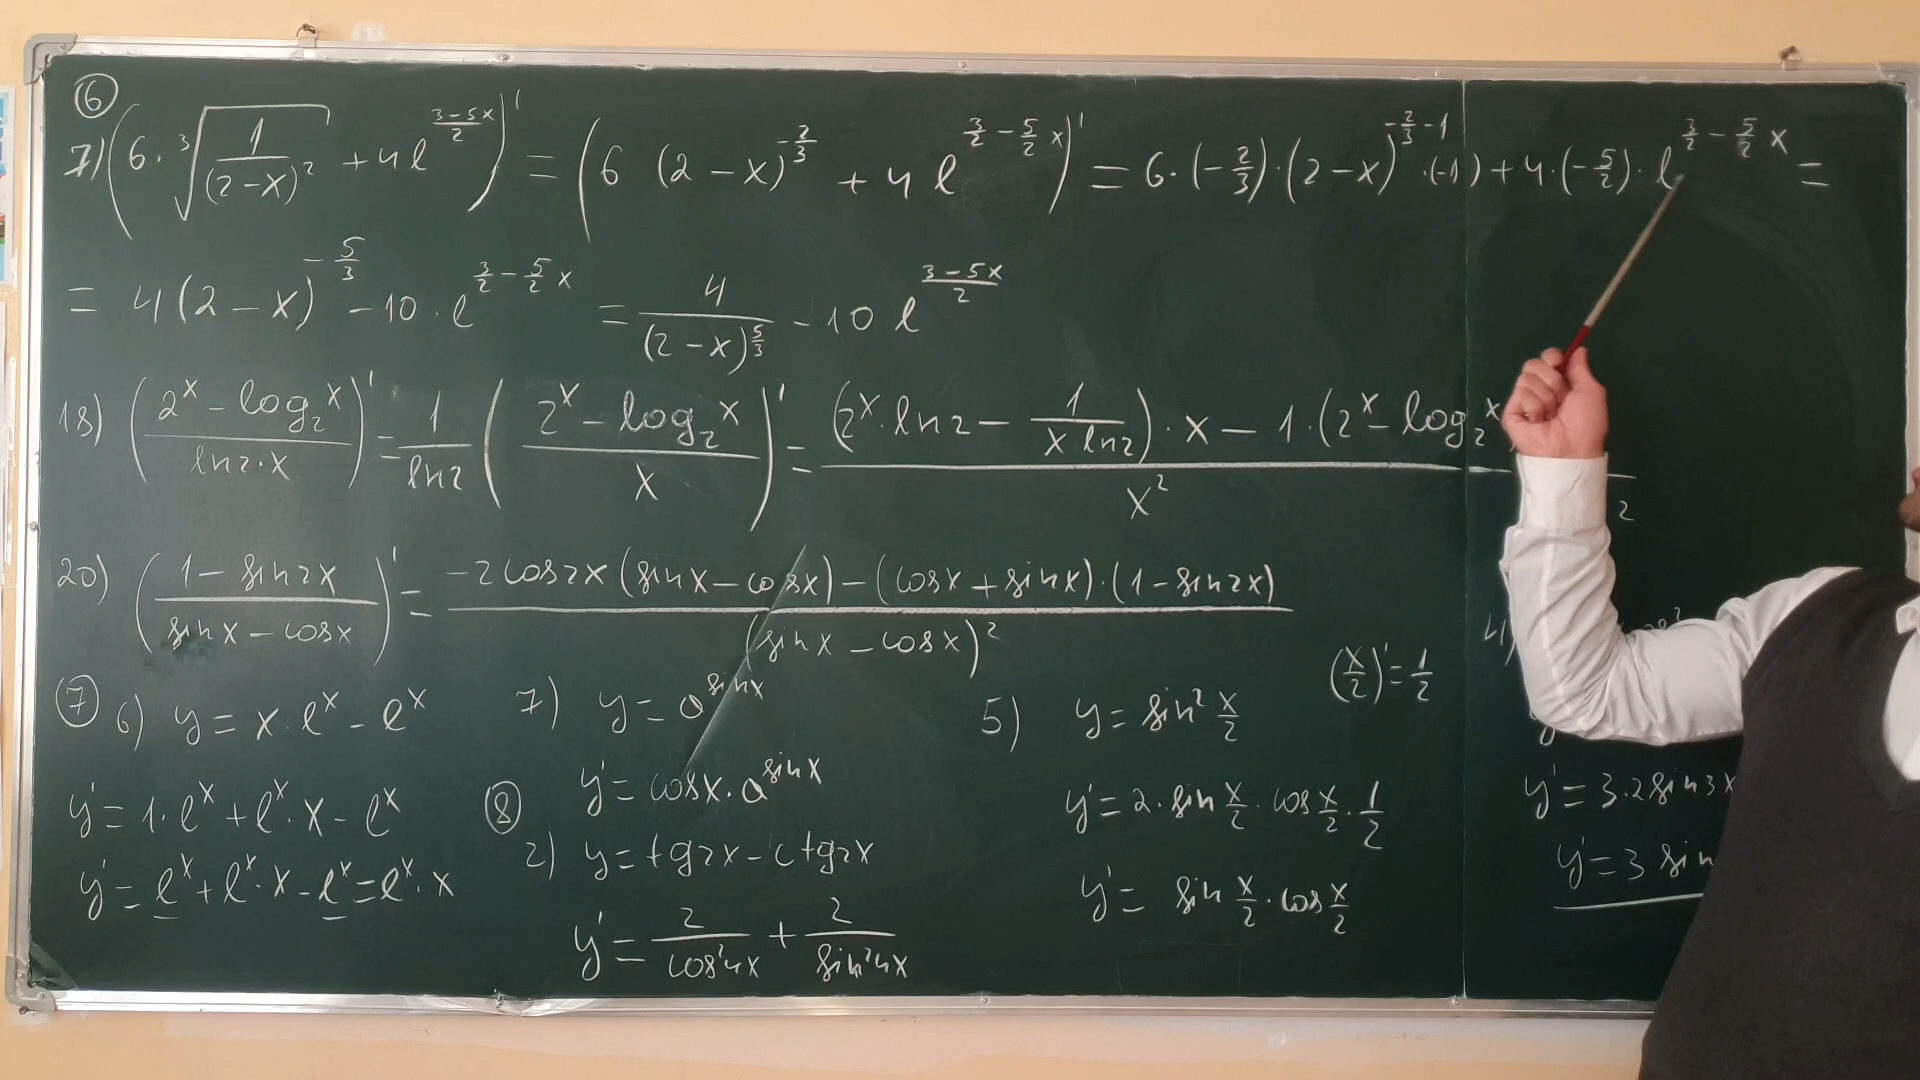 ⑥
7) (6·∛(1/(2-x)²) + 4e^((3-5x)/2))' = (6 (2-x)^(-2/3) + 4e^(3/2 - 5/2 x))' = 6·(-2/3)·(2-x)^(-2/3 - 1)·(-1) + 4·(-5/2)·e^(3/2 - 5/2 x) =
= 4(2-x)^(-5/3) - 10·e^(3/2 - 5/2 x) = 4/(2-x)^(5/3) - 10 e^((3-5x)/2)
18) ((2^x - log₂x)/(ln2·x))' = 1/ln2 ((2^x - log₂x)/x)' = ((2^x·ln2 - 1/(x·ln2))·x - 1·(2^x - log₂x
x²
2
20) ((1 - sin2x)/(sinx - cosx))' = (-2cos2x(sinx - cosx) - (cosx + sinx)·(1 - sin2x))/(sinx - cosx)²
⑦ 6) y = x·e^x - e^x
y' = 1·e^x + e^x·x - e^x
y' = e^x + e^x·x - e^x = e^x·x
7) y = a^(sinx)
y' = cosx·a^(sinx)
⑧
2) y = tg2x - ctg2x
y' = 2/cos²4x + 2/sin²4x
5) y = sin² x/2
(x/2)' = 1/2
y' = 2·sin x/2·cos x/2·1/2
y' = sin x/2·cos x/2
y' = 3·2sin3x
y' = 3 sin